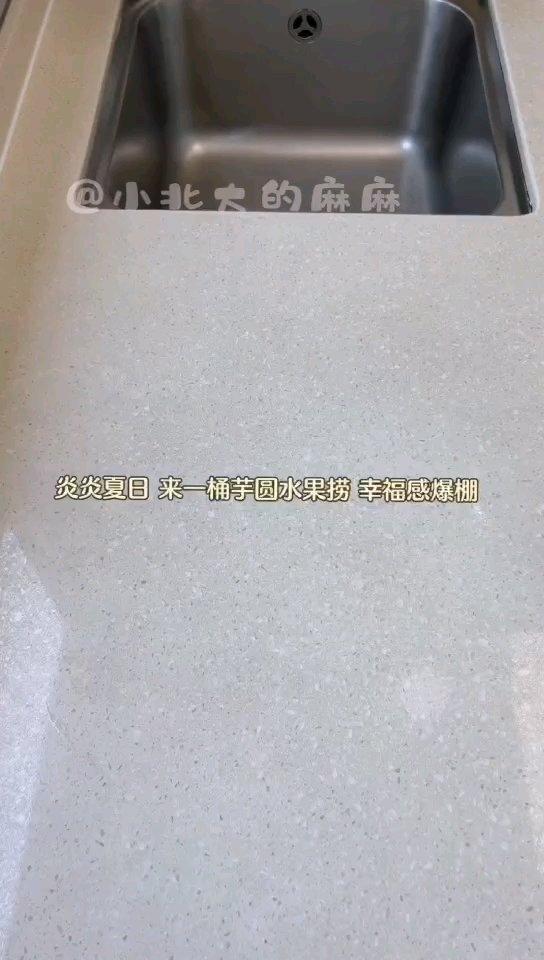 @小北大的麻麻
炎炎夏日 来一桶芋圆水果捞 幸福感爆棚